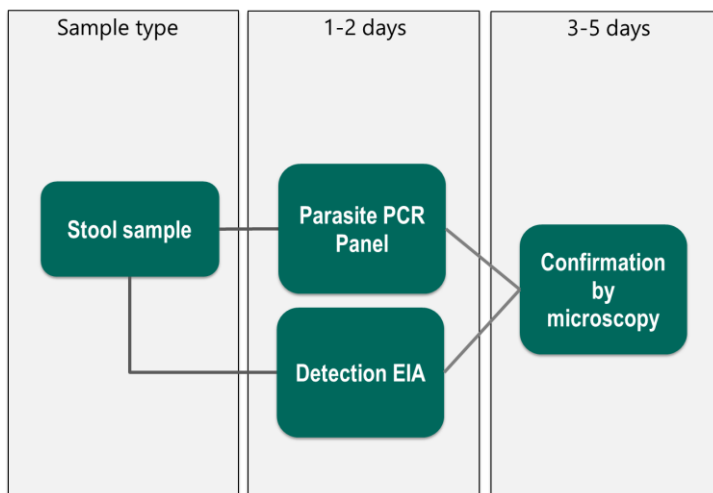 Sample type
1-2 days
3-5 days
Stool sample
Parasite PCR
Panel
Detection EIA
Confirmation
by
microscopy